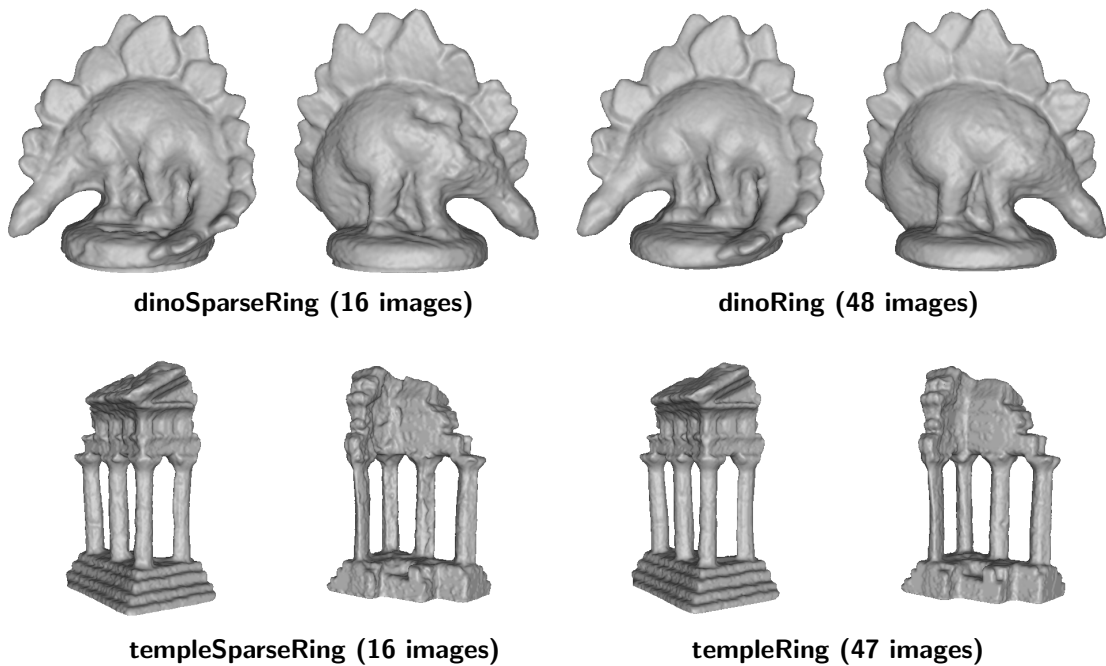 dinoSparseRing (16 images)
dinoRing (48 images)
templeSparseRing (16 images)
templeRing (47 images)